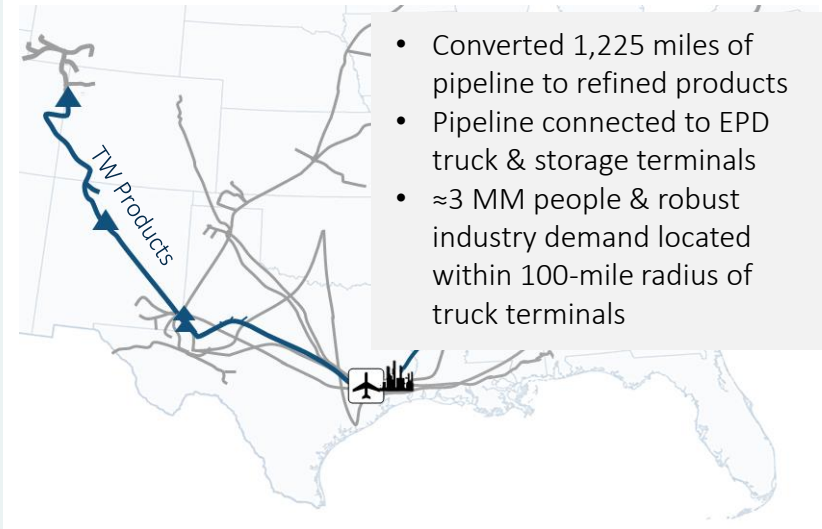 • Converted 1,225 miles of
pipeline to refined products
• Pipeline connected to EPD
truck & storage terminals
• ≈3 MM people & robust
industry demand located
within 100-mile radius of
truck terminals
TW Products